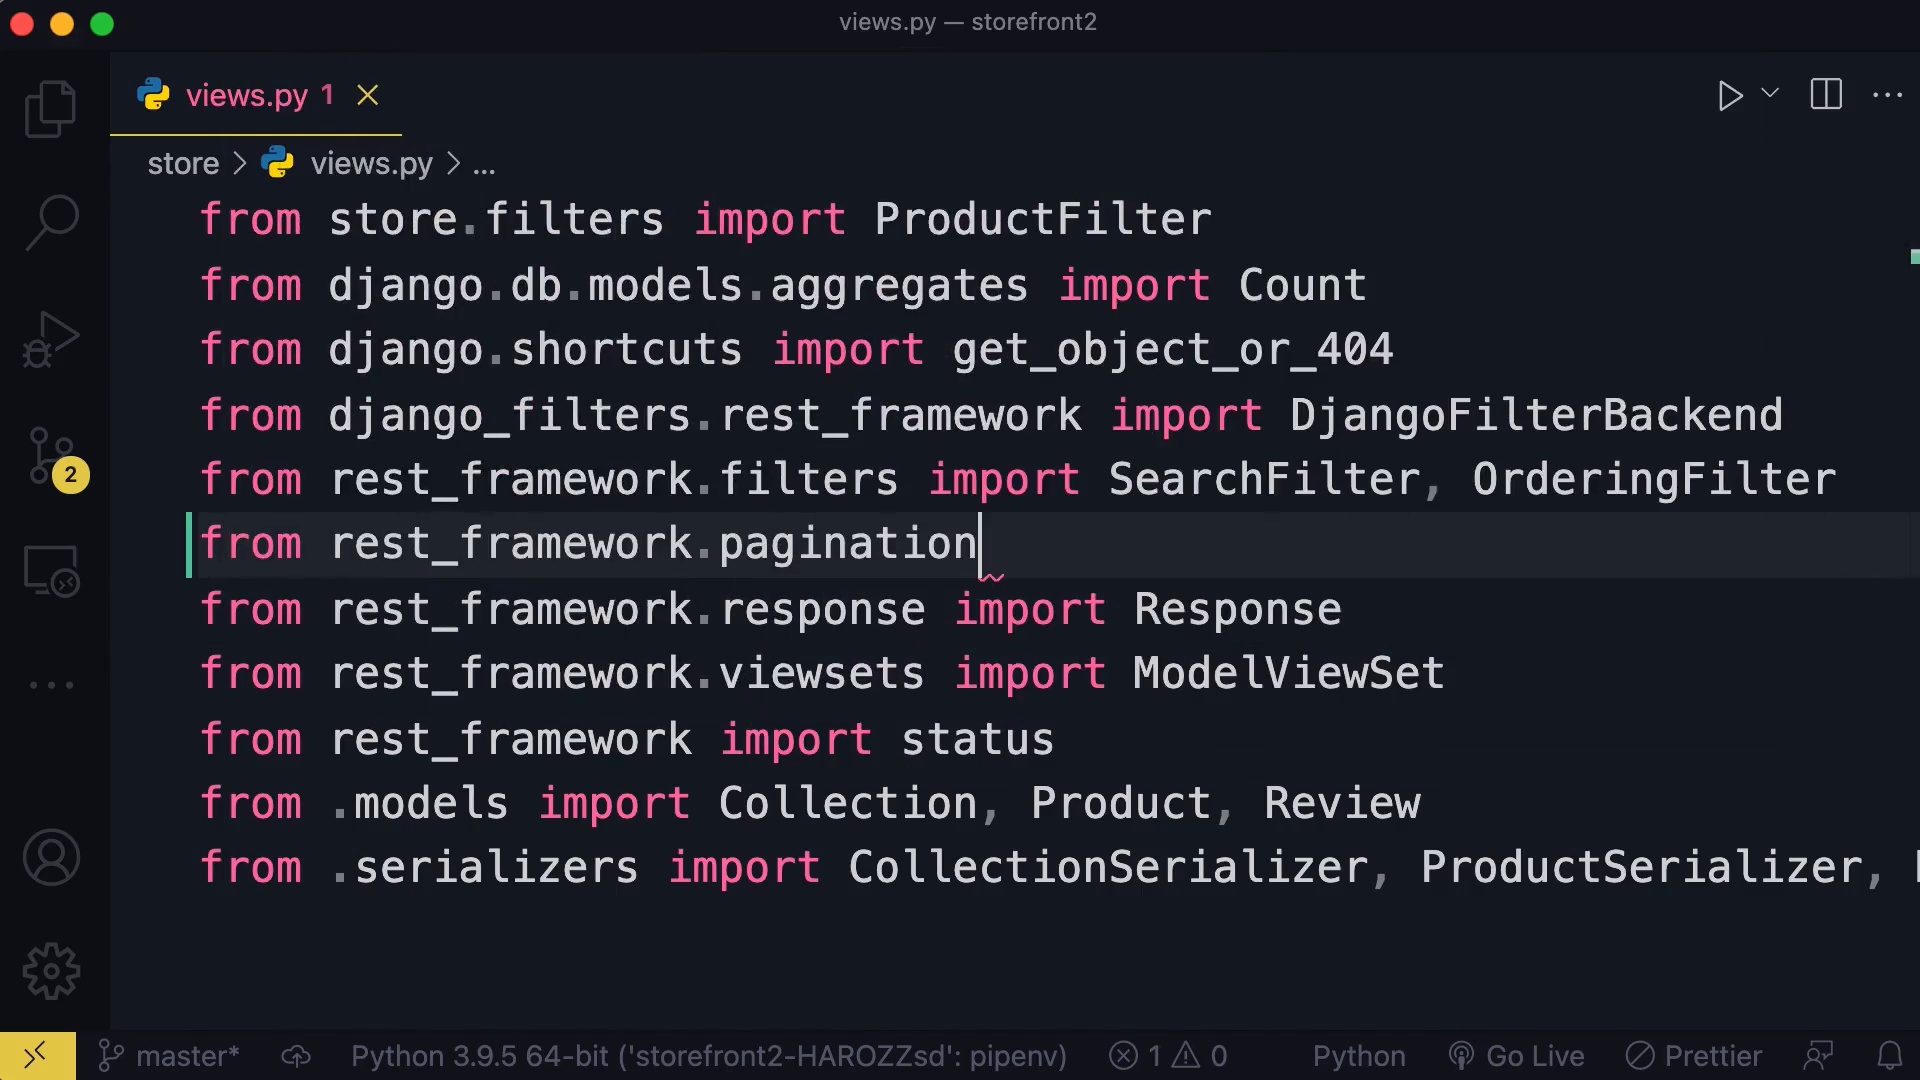 views.py — storefront2
views.py 1
store > views.py > ...
from store.filters import ProductFilter
from django.db.models.aggregates import Count
from django.shortcuts import get_object_or_404
from django_filters.rest_framework import DjangoFilterBackend
from rest_framework.filters import SearchFilter, OrderingFilter
from rest_framework.pagination
from rest_framework.response import Response
from rest_framework.viewsets import ModelViewSet
from rest_framework import status
from .models import Collection, Product, Review
from .serializers import CollectionSerializer, ProductSerializer,
2
master* Python 3.9.5 64-bit ('storefront2-HAROZZsd': pipenv) 1 0 Python Go Live Prettier